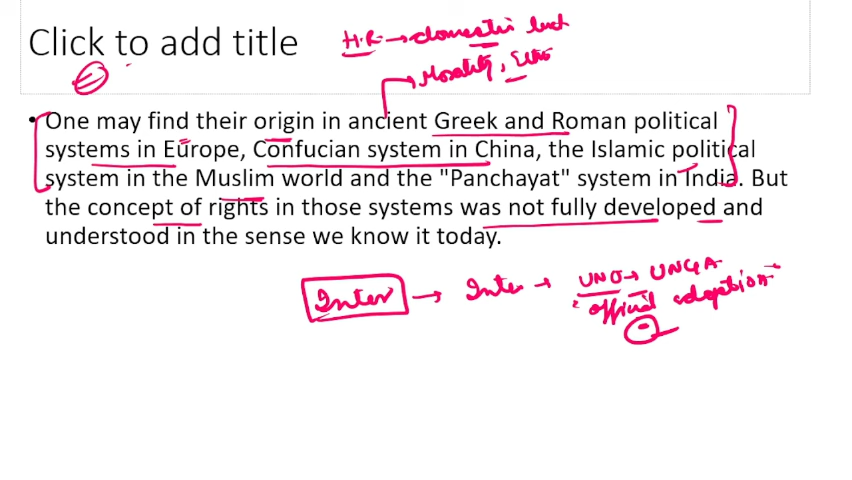 Click to add title
H.R → domestic
→ Morality,
• One may find their origin in ancient Greek and Roman political
systems in Europe, Confucian system in China, the Islamic political
system in the Muslim world and the "Panchayat" system in India. But
the concept of rights in those systems was not fully developed and
understood in the sense we know it today.
Inter → Inter → UNO → UNGA
official adoption